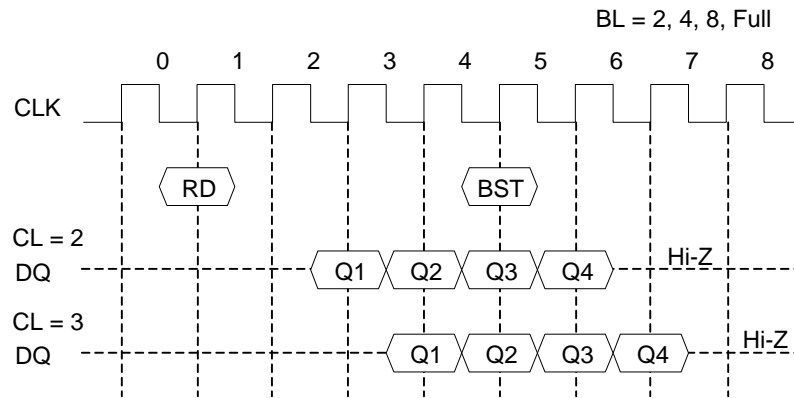 BL = 2, 4, 8, Full
0 1 2 3 4 5 6 7 8
CLK
RD BST
CL = 2
DQ Q1 Q2 Q3 Q4 Hi-Z
CL = 3
DQ Q1 Q2 Q3 Q4 Hi-Z